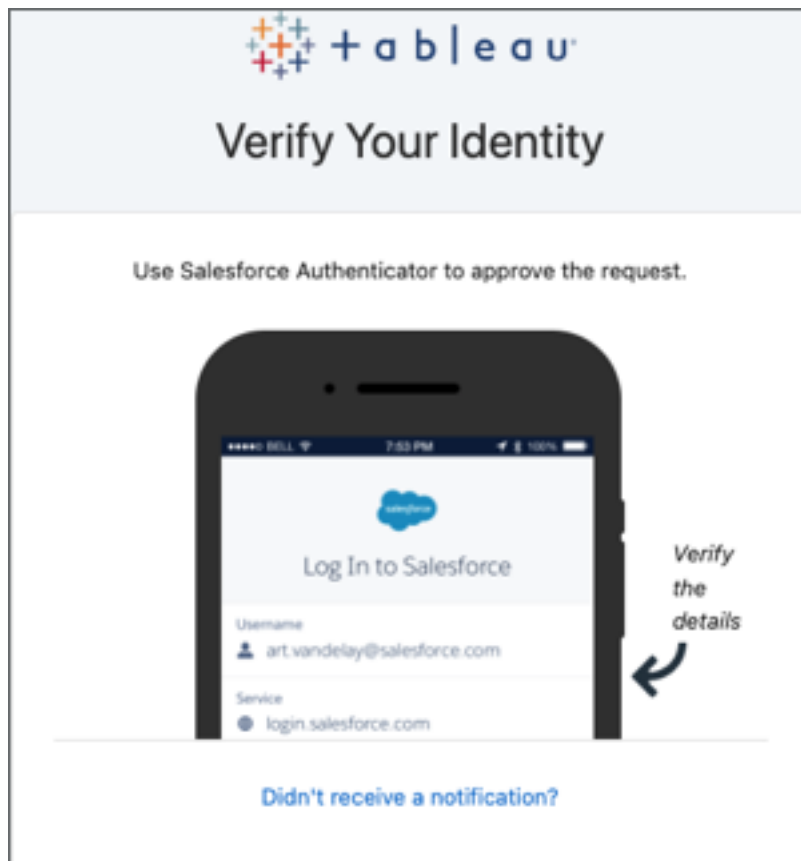 +ableau
Verify Your Identity
Use Salesforce Authenticator to approve the request.
BELL 7:53 PM 100%
salesforce
Log In to Salesforce
Verify
the
details
Username
art.vandelay@salesforce.com
Service
login.salesforce.com
Didn't receive a notification?